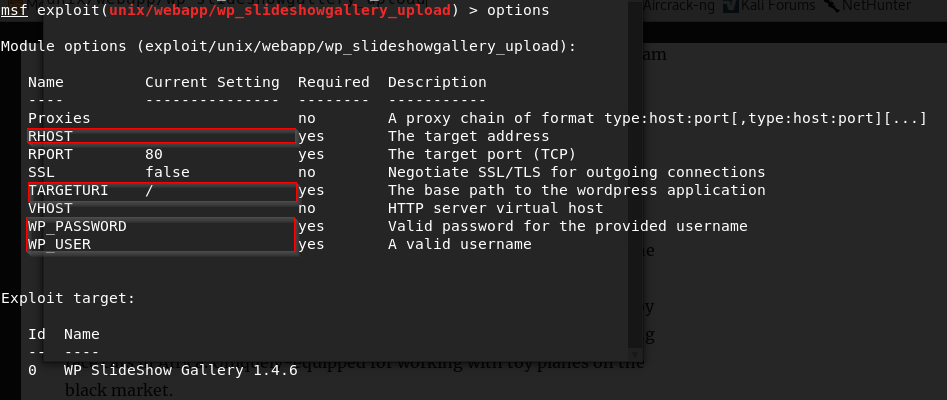 Aircrack-ng Kali Forums NetHunter
msf exploit(unix/webapp/wp_slideshowgallery_upload) > options
am
Module options (exploit/unix/webapp/wp_slideshowgallery_upload):
Name Current Setting Required Description
---- --------------- -------- -----------
Proxies no A proxy chain of format type:host:port[,type:host:port][...]
RHOST yes The target address
RPORT 80 yes The target port (TCP)
SSL false no Negotiate SSL/TLS for outgoing connections
TARGETURI / yes The base path to the wordpress application
VHOST no HTTP server virtual host
WP_PASSWORD yes Valid password for the provided username
WP_USER yes A valid username
Exploit target:
Id Name
-- ----
0 WP SlideShow Gallery 1.4.6
equipped for working with toy planes on the
black market.